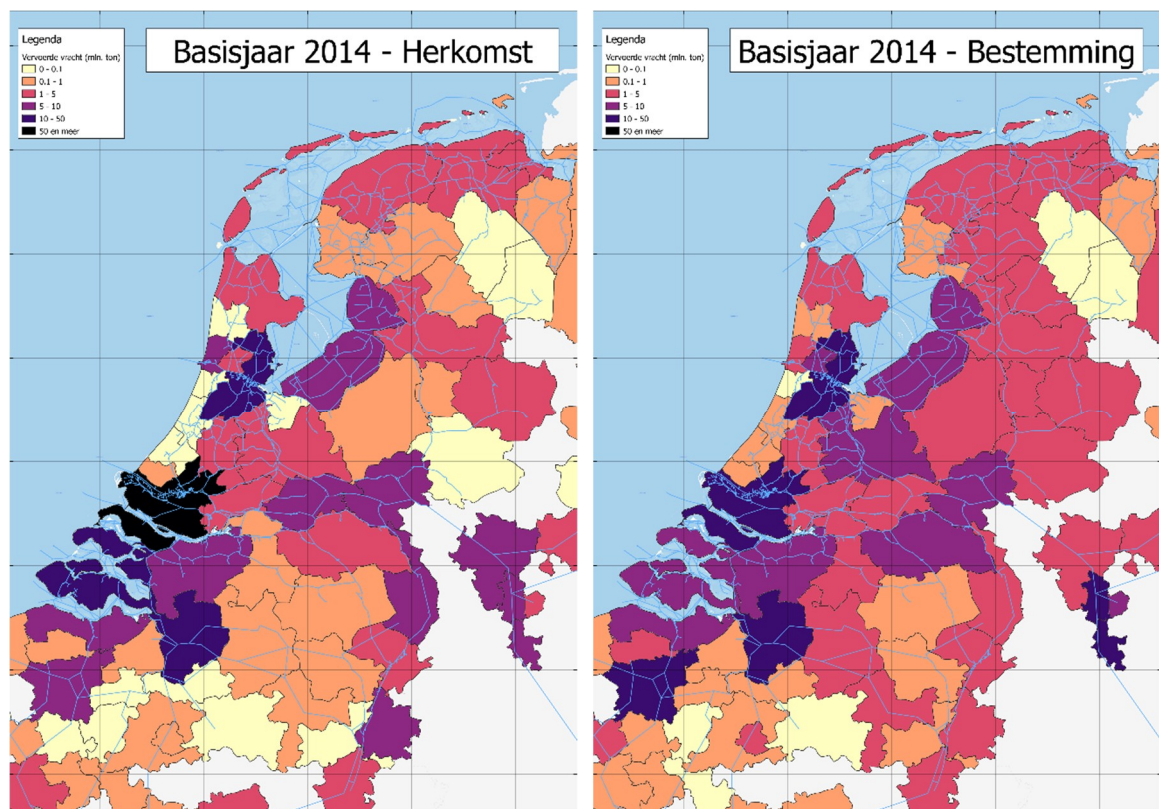 Legenda
Vervoerde vracht (mln. ton)
0 - 0.1
0.1 - 1
1 - 5
5 - 10
10 - 50
50 en meer
Basisjaar 2014 - Herkomst
Legenda
Vervoerde vracht (mln. ton)
0 - 0.1
0.1 - 1
1 - 5
5 - 10
10 - 50
50 en meer
Basisjaar 2014 - Bestemming